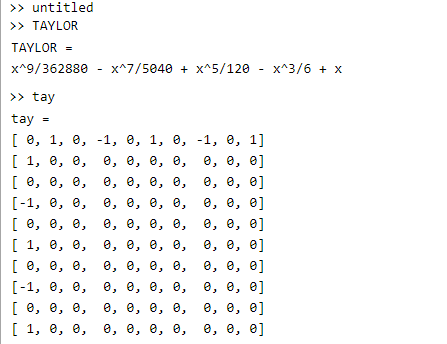 >> untitled
>> TAYLOR
TAYLOR =
x^9/362880 - x^7/5040 + x^5/120 - x^3/6 + x
>> tay
tay =
[ 0, 1, 0, -1, 0, 1, 0, -1, 0, 1]
[ 1, 0, 0,  0, 0, 0, 0,  0, 0, 0]
[ 0, 0, 0,  0, 0, 0, 0,  0, 0, 0]
[-1, 0, 0,  0, 0, 0, 0,  0, 0, 0]
[ 0, 0, 0,  0, 0, 0, 0,  0, 0, 0]
[ 1, 0, 0,  0, 0, 0, 0,  0, 0, 0]
[ 0, 0, 0,  0, 0, 0, 0,  0, 0, 0]
[-1, 0, 0,  0, 0, 0, 0,  0, 0, 0]
[ 0, 0, 0,  0, 0, 0, 0,  0, 0, 0]
[ 1, 0, 0,  0, 0, 0, 0,  0, 0, 0]